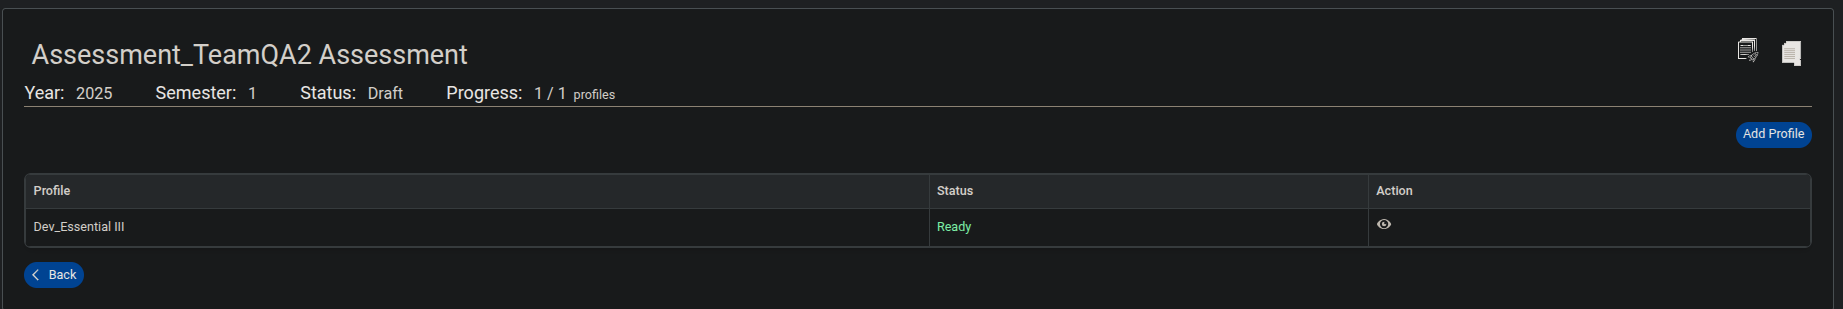 Assessment_TeamQA2 Assessment
Year: 2025 Semester: 1 Status: Draft Progress: 1 / 1 profiles
Add Profile
Profile Status Action
Dev_Essential III Ready
Back